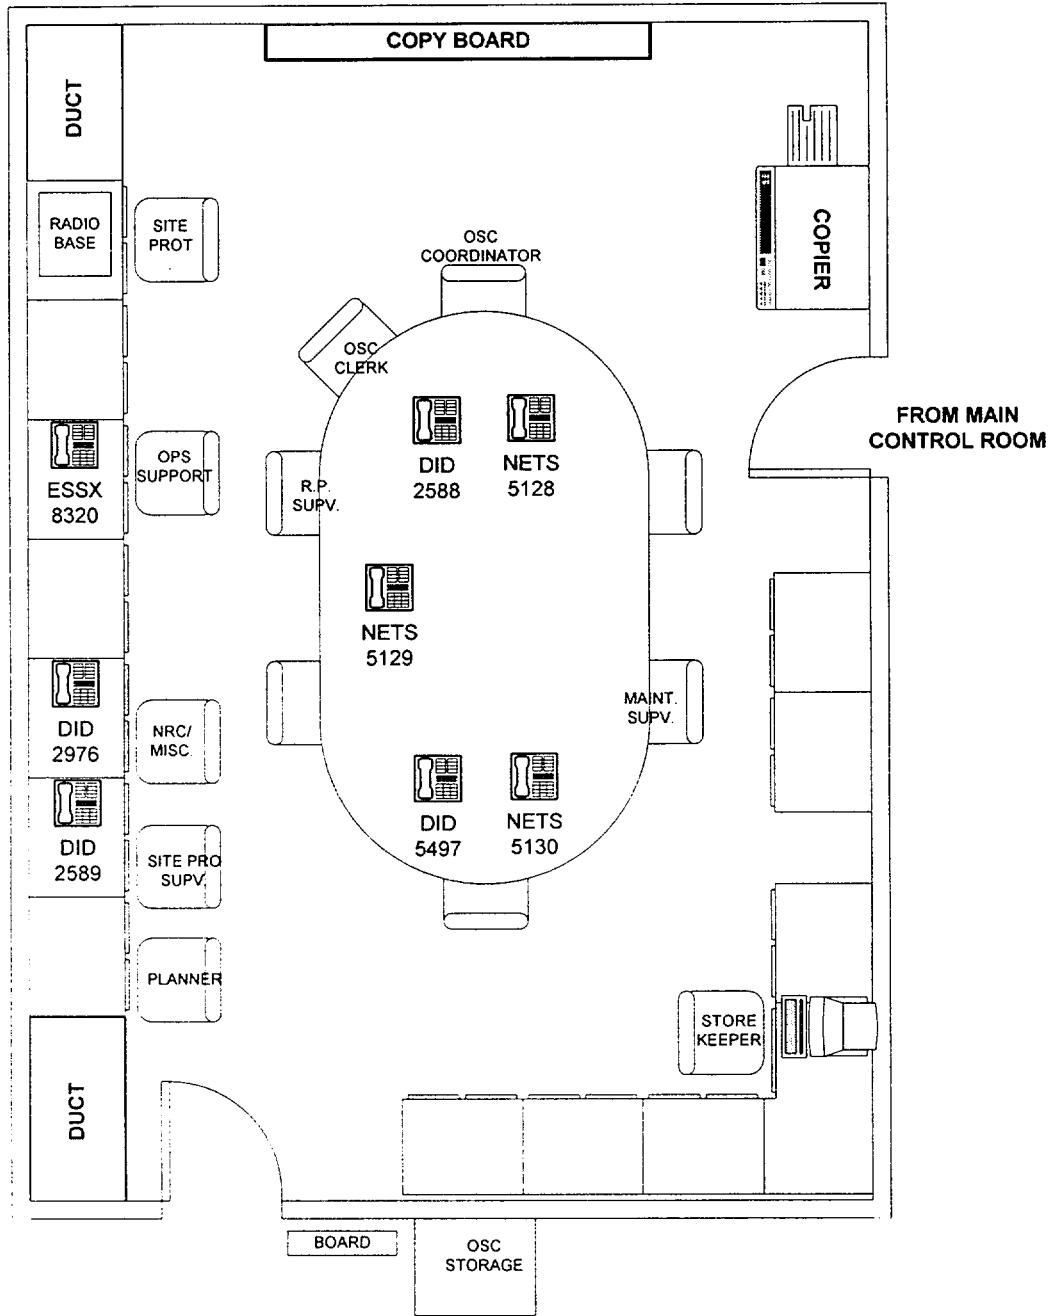 COPY BOARD
DUCT
RADIO
BASE
SITE
PROT
COPIER
OSC
COORDINATOR
OSC
CLERK
FROM MAIN
CONTROL ROOM
ESSX
8320
OPS
SUPPORT
R.P.
SUPV.
DID
2588
NETS
5128
NETS
5129
DID
2976
NRC/
MISC.
MAINT.
SUPV.
DID
5497
NETS
5130
DID
2589
SITE PRO
SUPV.
PLANNER
STORE
KEEPER
DUCT
BOARD
OSC
STORAGE